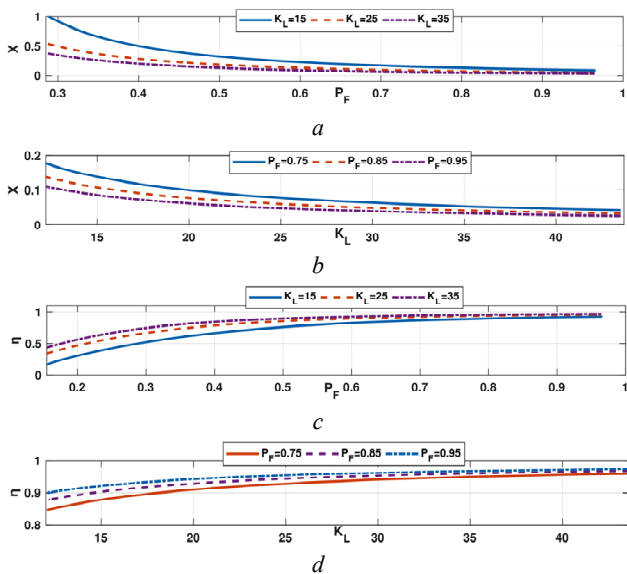 K_L=15 K_L=25 K_L=35
1
0.5
0
X
0.3 0.4 0.5 0.6 0.7 0.8 0.9 1
P_F
a
P_F=0.75 P_F=0.85 P_F=0.95
0.2
0.1
0
X
15 20 25 30 35 40
K_L
b
K_L=15 K_L=25 K_L=35
1
0.5
0
η
0.2 0.3 0.4 0.5 0.6 0.7 0.8 0.9 1
P_F
c
P_F=0.75 P_F=0.85 P_F=0.95
1
0.9
0.8
η
15 20 25 30 35 40
K_L
d